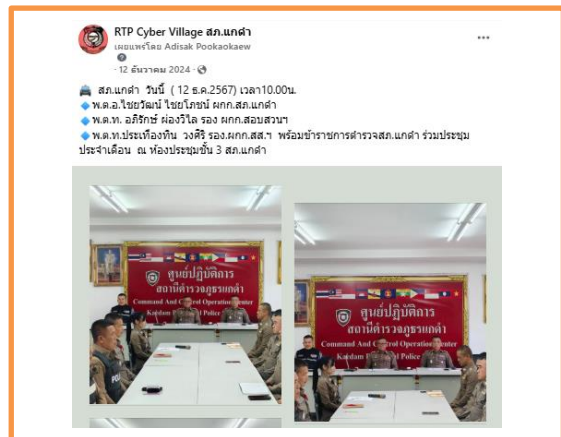 RTP Cyber Village สภ.แกดำ
เผยแพร่โดย Adisak Pookaokaew
· 12 ธันวาคม 2024 ·
สภ.แกดำ วันนี้ ( 12 ธ.ค.2567) เวลา10.00น.
พ.ต.อ.ไชยวัฒน์ ไชยโภชน์ ผกก.สภ.แกดำ
พ.ต.ท. อภิรักษ์ ผ่องวิไล รอง ผกก.สอบสวนฯ
พ.ต.ท.ประเทืองทิน วงศ์ศิริ รอง.ผกก.สส.ฯ พร้อมข้าราชการตำรวจสภ.แกดำ ร่วมประชุม
ประจำเดือน ณ ห้องประชุมชั้น 3 สภ.แกดำ
ศูนย์ปฏิบัติการ
สถานีตำรวจภูธรแกดำ
Command And Control Operation Center
Kaedam Police
ศูนย์ปฏิบัติการ
สถานีตำรวจภูธรแกดำ
Command And Control Operation Center
Kaedam Police